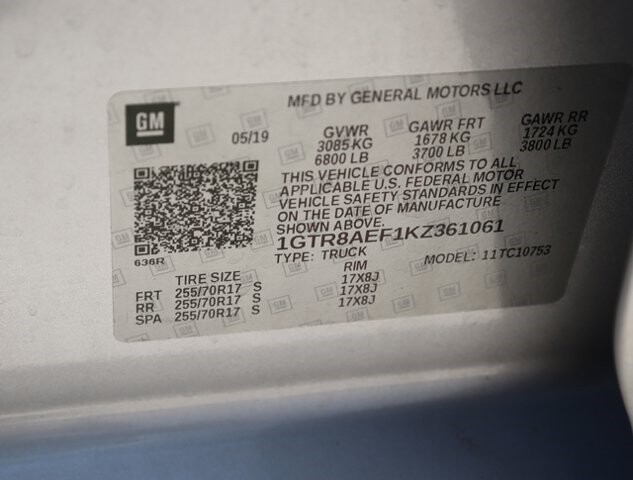 GM
MFD BY GENERAL MOTORS LLC
05/19 GVWR GAWR FRT GAWR RR
3085 KG 1678 KG 1724 KG
6800 LB 3700 LB 3800 LB
THIS VEHICLE CONFORMS TO ALL
APPLICABLE U.S. FEDERAL MOTOR
VEHICLE SAFETY STANDARDS IN EFFECT
ON THE DATE OF MANUFACTURE
SHOWN ABOVE.
1GTR8AEF1KZ361061
636R
TYPE: TRUCK MODEL: 11TC10753
TIRE SIZE RIM
FRT 255/70R17 S 17X8J
RR 255/70R17 S 17X8J
SPA 255/70R17 S 17X8J